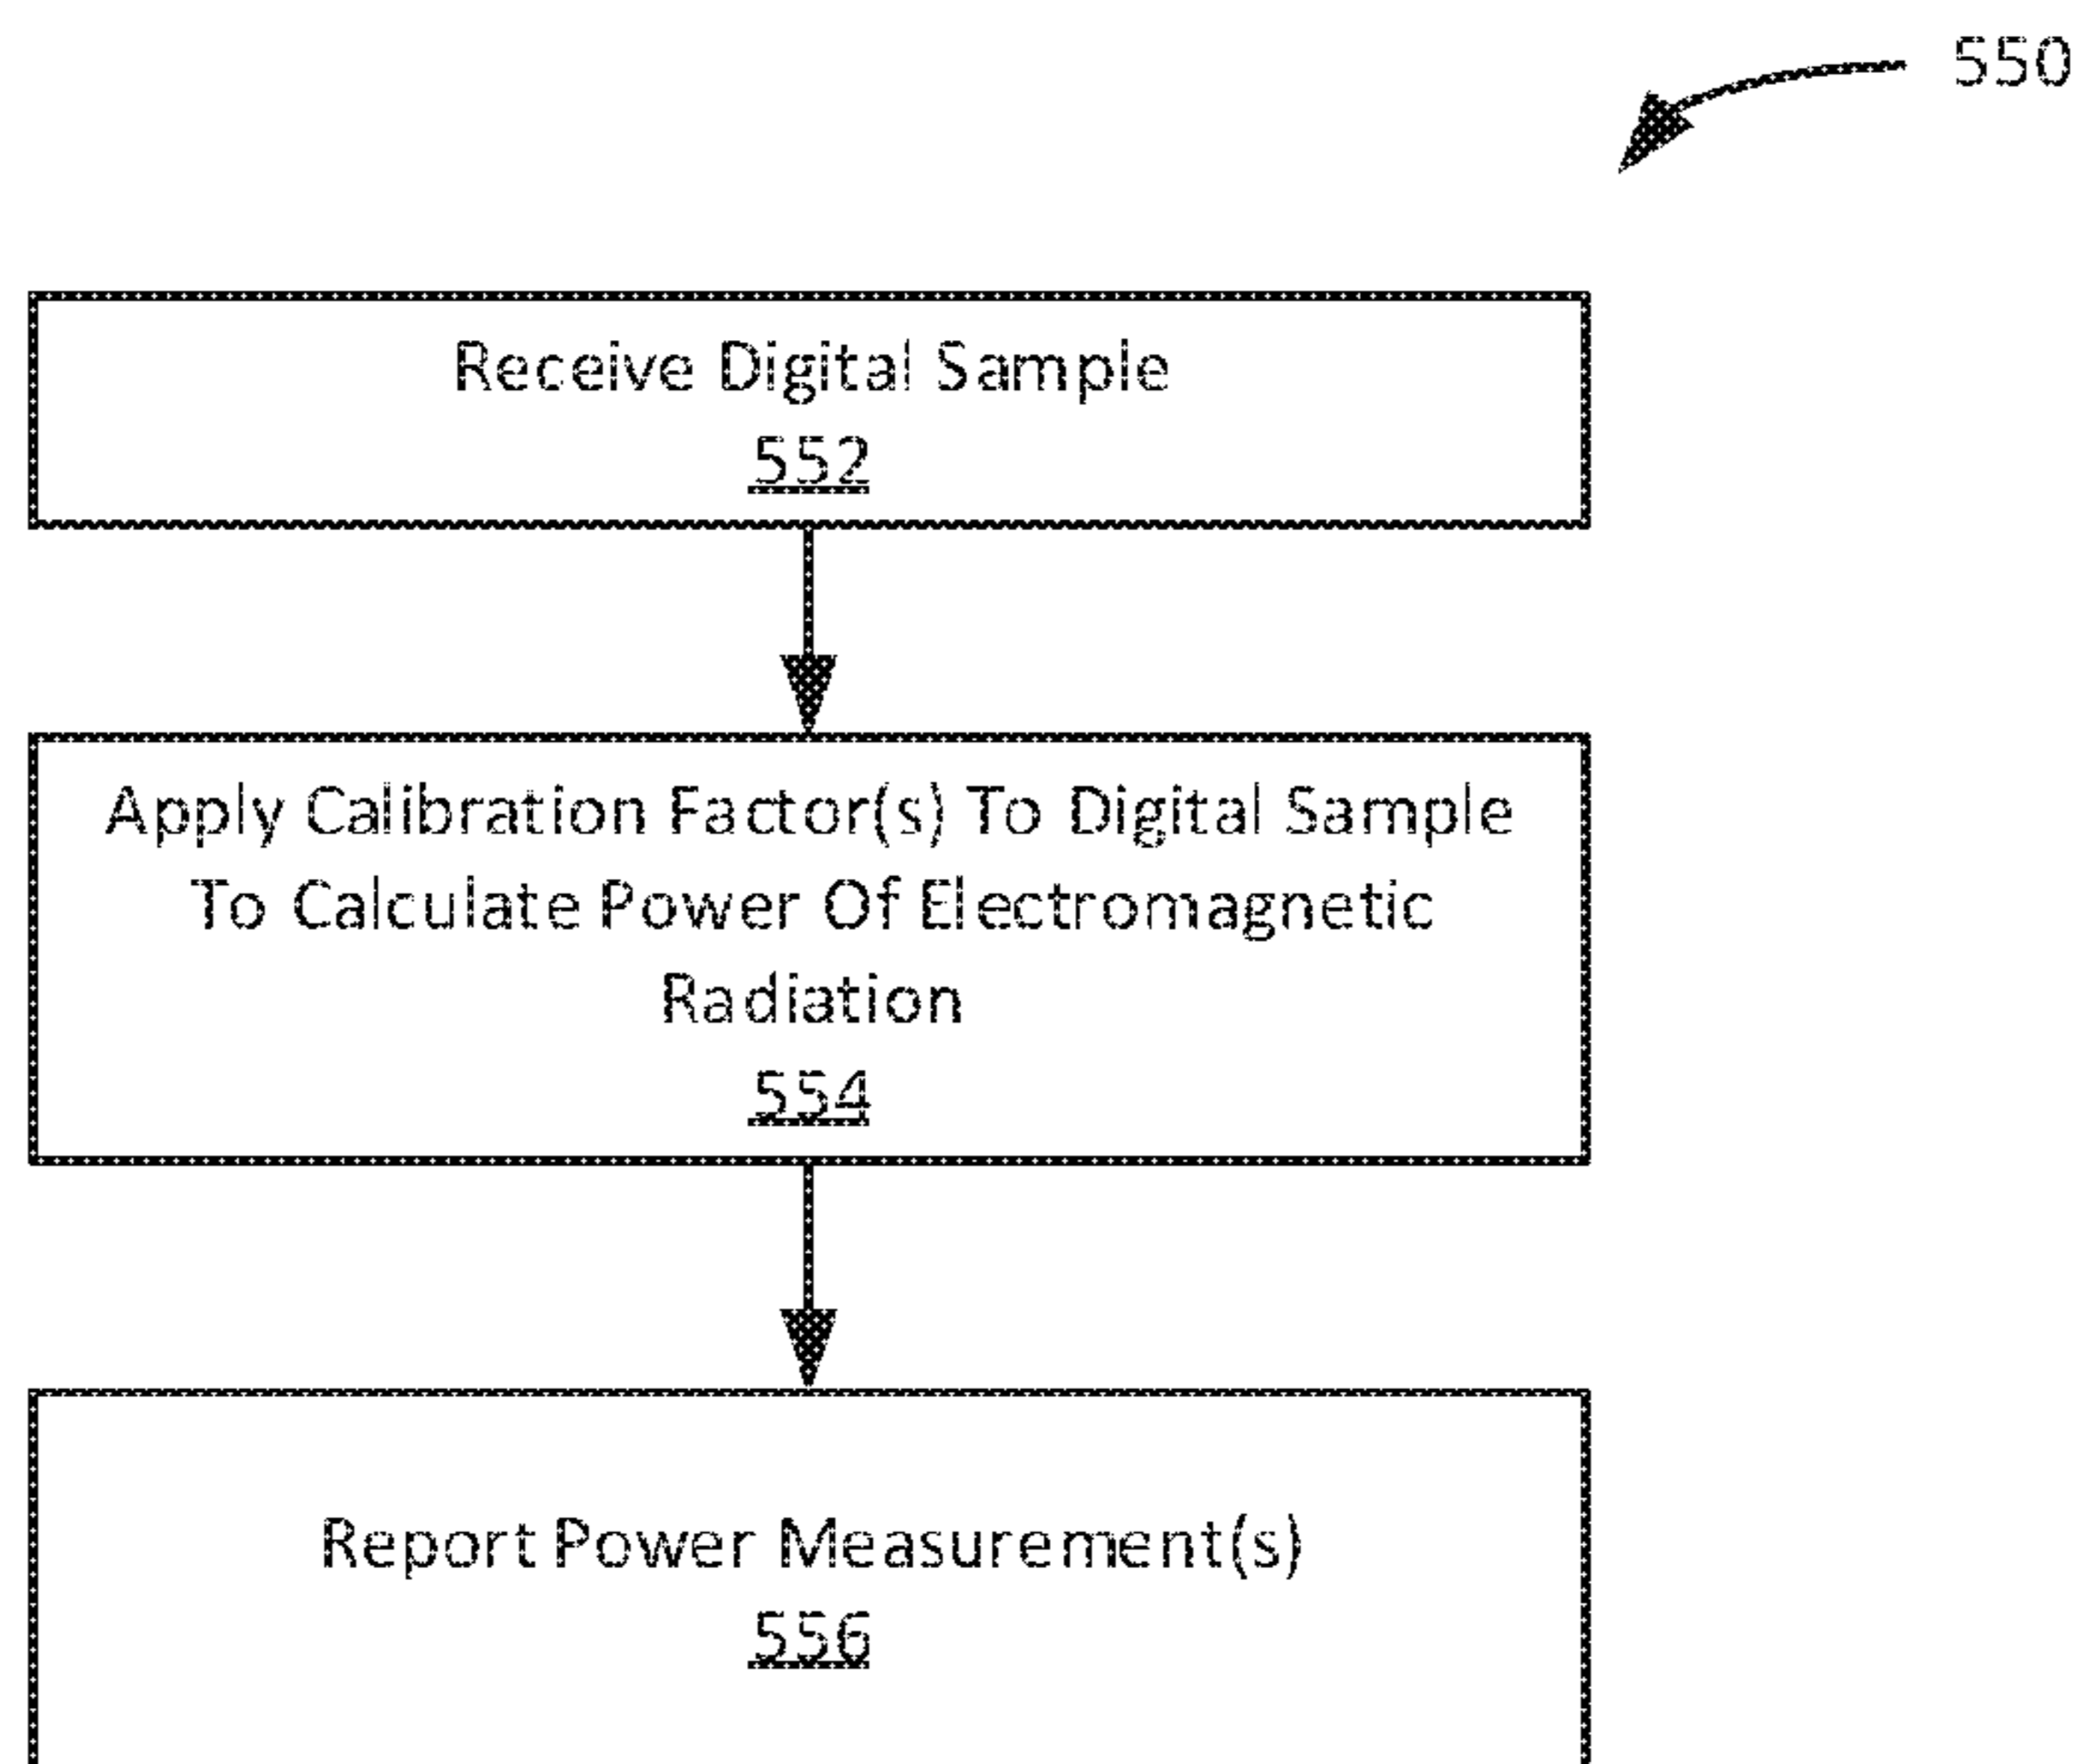 550
Receive Digital Sample
552
Apply Calibration Factor(s) To Digital Sample
To Calculate Power Of Electromagnetic
Radiation
554
Report Power Measurement(s)
556